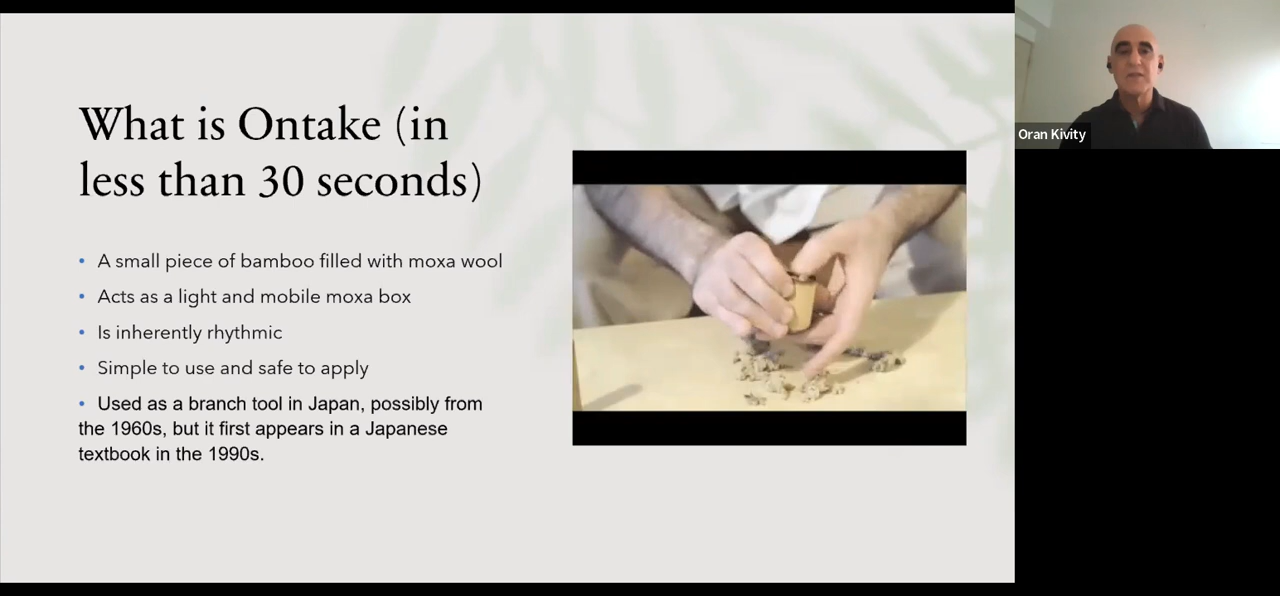 What is Ontake (in
less than 30 seconds)
• A small piece of bamboo filled with moxa wool
• Acts as a light and mobile moxa box
• Is inherently rhythmic
• Simple to use and safe to apply
• Used as a branch tool in Japan, possibly from
the 1960s, but it first appears in a Japanese
textbook in the 1990s.
Oran Kivity